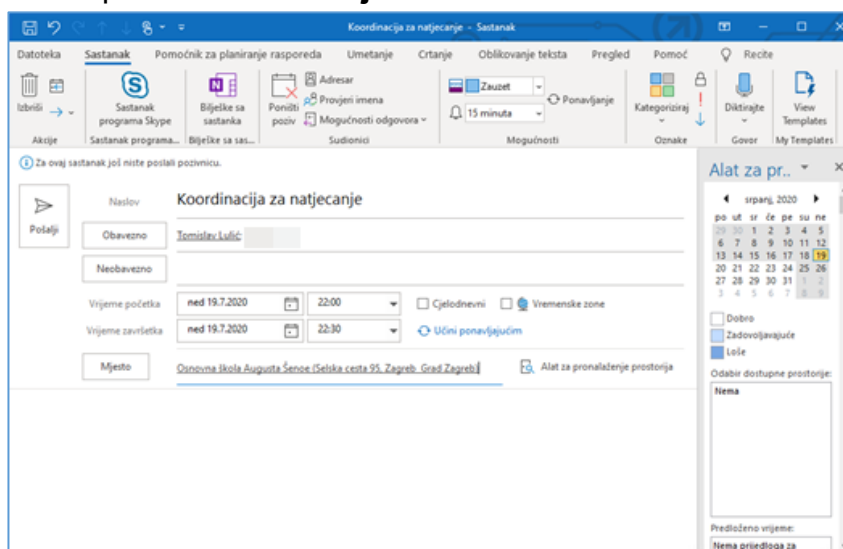 Koordinacija za natjecanje - Sastanak
Datoteka Sastanak Pomoćnik za planiranje rasporeda Umetanje Crtanje Oblikovanje teksta Pregled Pomoć Recite
Izbriši
Sastanak programa Skype
Bilješke sa sastanka
Poništi poziv
Adresar
Provjeri imena
Mogućnosti odgovora
Zauzet
15 minuta
Ponavljanje
Kategoriziraj
Diktirajte
View Templates
Akcije Sastanak programa... Bilješke sa sas... Sudionici Mogućnosti Oznake Govor My Templates
Za ovaj sastanak još niste poslali pozivnicu.
Pošalji
Naslov Koordinacija za natjecanje
Obavezno Tomislav Lulić
Neobavezno
Vrijeme početka ned 19.7.2020 22:00 Cjelodnevni Vremenske zone
Vrijeme završetka ned 19.7.2020 22:30 Učini ponavljajućim
Mjesto Osnovna škola Augusta Šenoe (Selska cesta 95, Zagreb Grad Zagreb) Alat za pronalaženje prostorija
Alat za pr..
srpanj, 2020
po ut sr če pe su ne
29 30 1 2 3 4 5
6 7 8 9 10 11 12
13 14 15 16 17 18 19
20 21 22 23 24 25 26
27 28 29 30 31 1 2
3 4 5 6 7 8 9
Dobro
Zadovoljavajuće
Loše
Odabir dostupne prostorije:
Nema
Predloženo vrijeme:
Nema prijedloga za